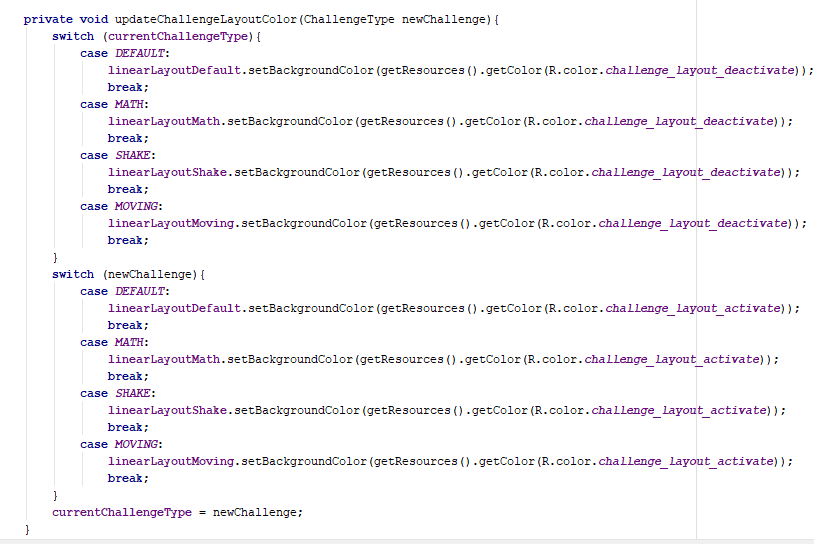 private void updateChallengeLayoutColor(ChallengeType newChallenge){
switch (currentChallengeType){
case DEFAULT:
linearLayoutDefault.setBackgroundColor(getResources().getColor(R.color.challenge_layout_deactivate));
break;
case MATH:
linearLayoutMath.setBackgroundColor(getResources().getColor(R.color.challenge_layout_deactivate));
break;
case SHAKE:
linearLayoutShake.setBackgroundColor(getResources().getColor(R.color.challenge_layout_deactivate));
break;
case MOVING:
linearLayoutMoving.setBackgroundColor(getResources().getColor(R.color.challenge_layout_deactivate));
break;
}
switch (newChallenge){
case DEFAULT:
linearLayoutDefault.setBackgroundColor(getResources().getColor(R.color.challenge_layout_activate));
break;
case MATH:
linearLayoutMath.setBackgroundColor(getResources().getColor(R.color.challenge_layout_activate));
break;
case SHAKE:
linearLayoutShake.setBackgroundColor(getResources().getColor(R.color.challenge_layout_activate));
break;
case MOVING:
linearLayoutMoving.setBackgroundColor(getResources().getColor(R.color.challenge_layout_activate));
break;
}
currentChallengeType = newChallenge;
}